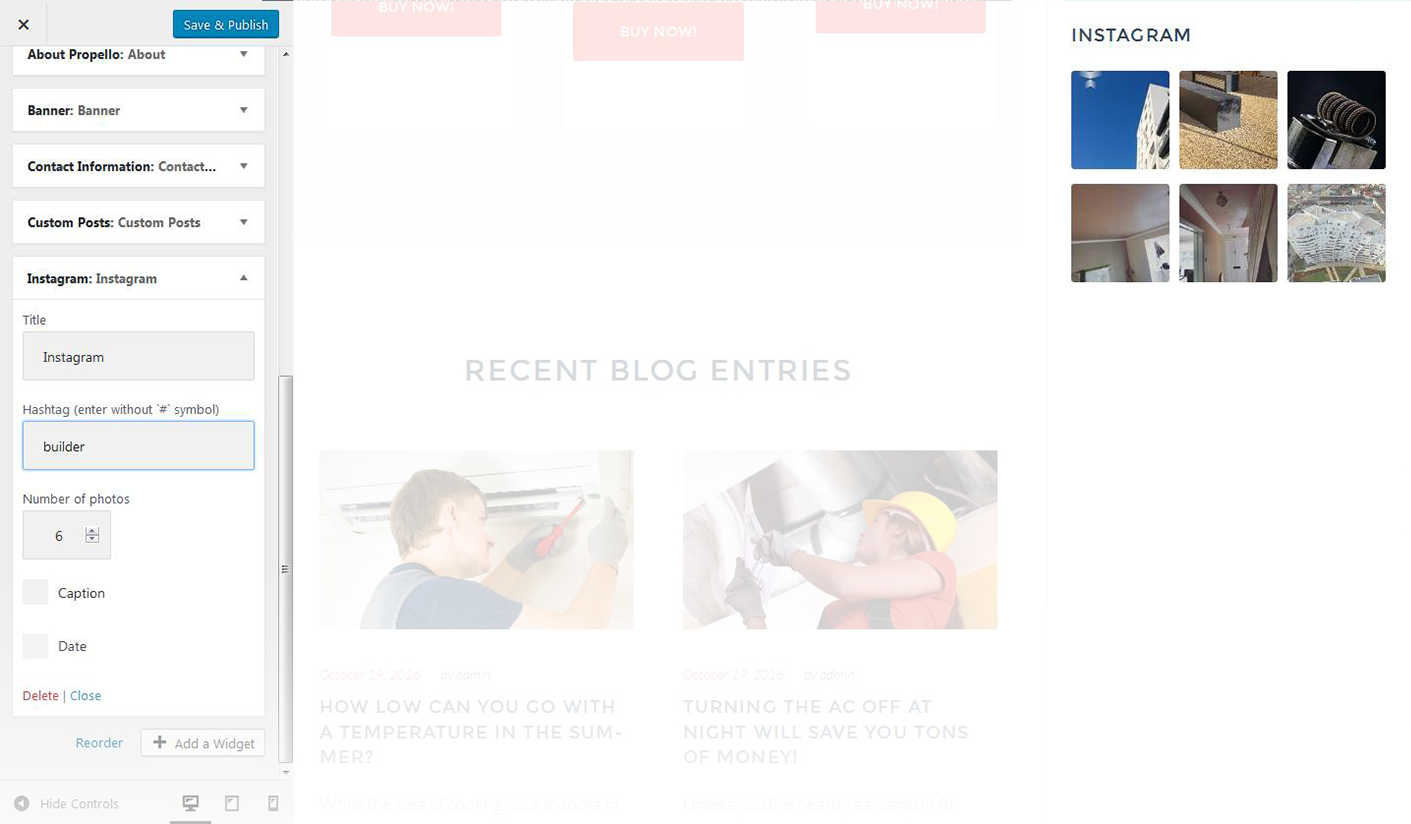 Save & Publish
About Propello: About
Banner: Banner
Contact Information: Contact...
Custom Posts: Custom Posts
Instagram: Instagram
Title
Instagram
Hashtag (enter without `#` symbol)
builder
Number of photos
6
Caption
Date
Delete | Close
Reorder
Add a Widget
Hide Controls
BUY NOW!
BUY NOW!
BUY NOW!
RECENT BLOG ENTRIES
October 19, 2016 by admin
HOW LOW CAN YOU GO WITH
A TEMPERATURE IN THE SUM-
MER?
While the idea of cooling your indoors in
October 19, 2016 by admin
TURNING THE AC OFF AT
NIGHT WILL SAVE YOU TONS
OF MONEY!
Unless you live nearby a swamp in Al-
INSTAGRAM